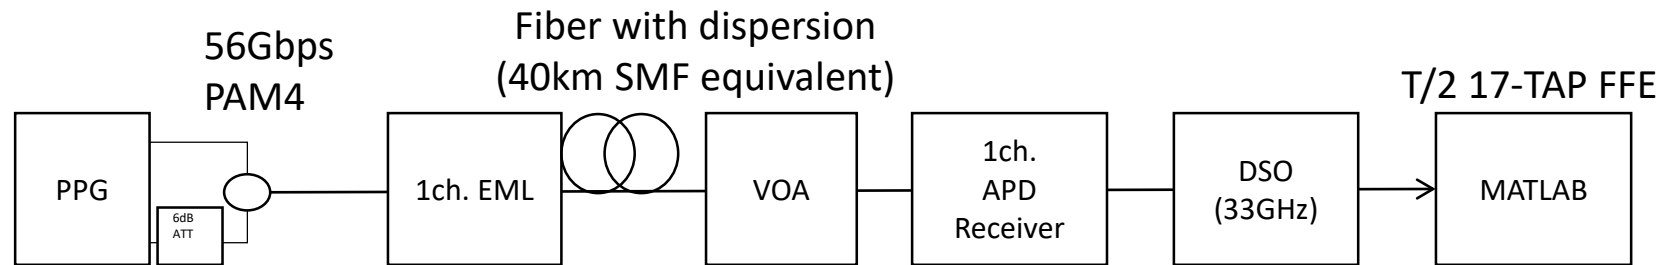 56Gbps
PAM4
Fiber with dispersion
(40km SMF equivalent)
T/2 17-TAP FFE
PPG
6dB
ATT
1ch. EML
VOA
1ch.
APD
Receiver
DSO
(33GHz)
MATLAB